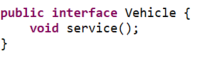 public interface Vehicle {
    void service();
}